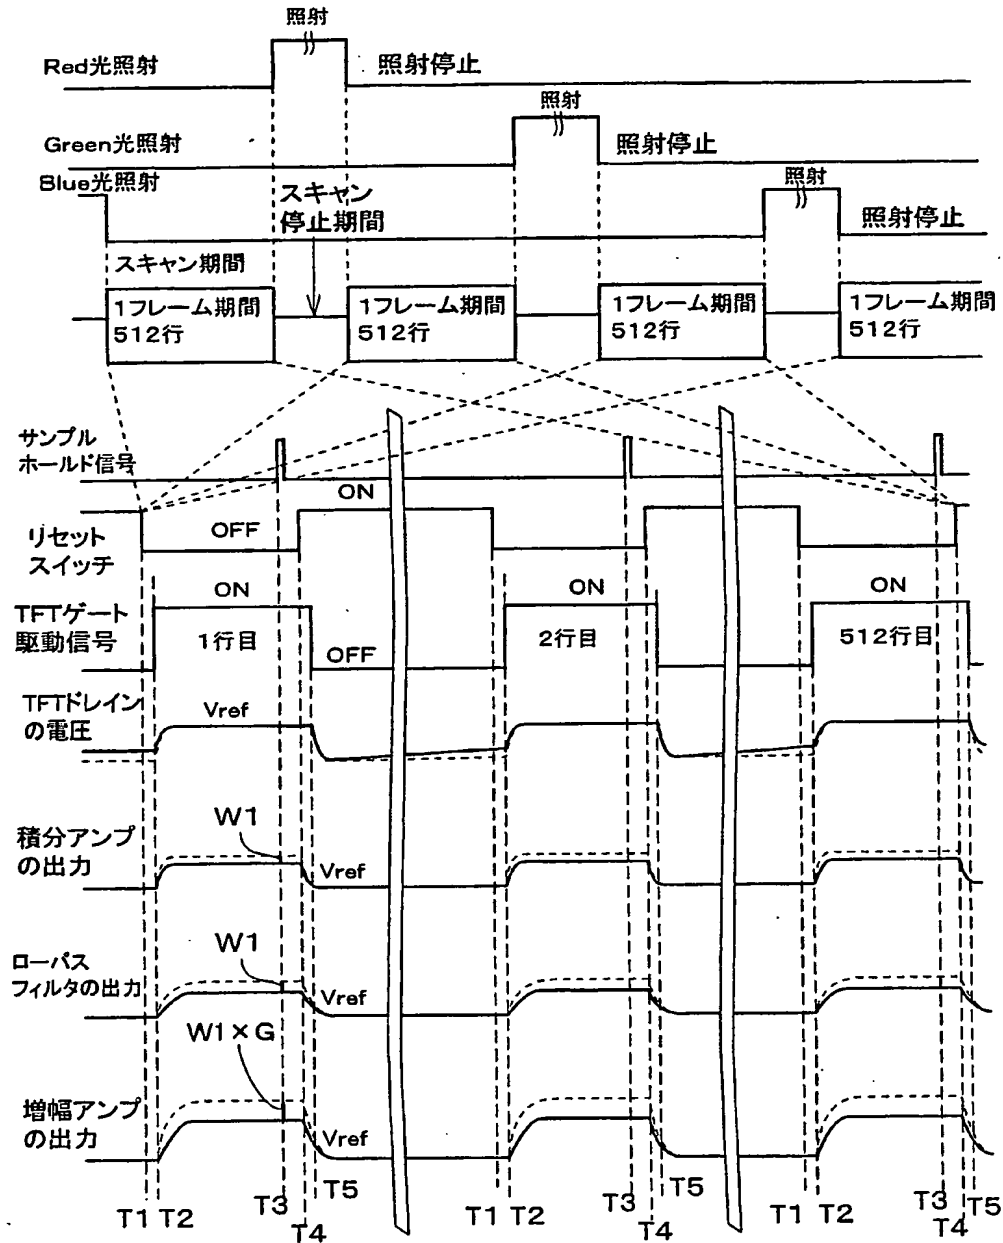 照射
Red光照射
照射停止
照射
Green光照射
照射停止
Blue光照射
照射
照射停止
スキャン
停止期間
スキャン期間
1フレーム期間
512行
1フレーム期間
512行
1フレーム期間
512行
1フレーム期間
512行
サンプル
ホールド信号
ON
リセット
スイッチ
OFF
TFTゲート
駆動信号
ON
1行目
OFF
ON
2行目
ON
512行目
TFTドレイン
の電圧
Vref
積分アンプ
の出力
W1
Vref
ローパス
フィルタの出力
W1
Vref
W1×G
増幅アンプ
の出力
Vref
T1 T2 T3 T4 T5 T1 T2 T3 T4 T5 T1 T2 T3 T4 T5